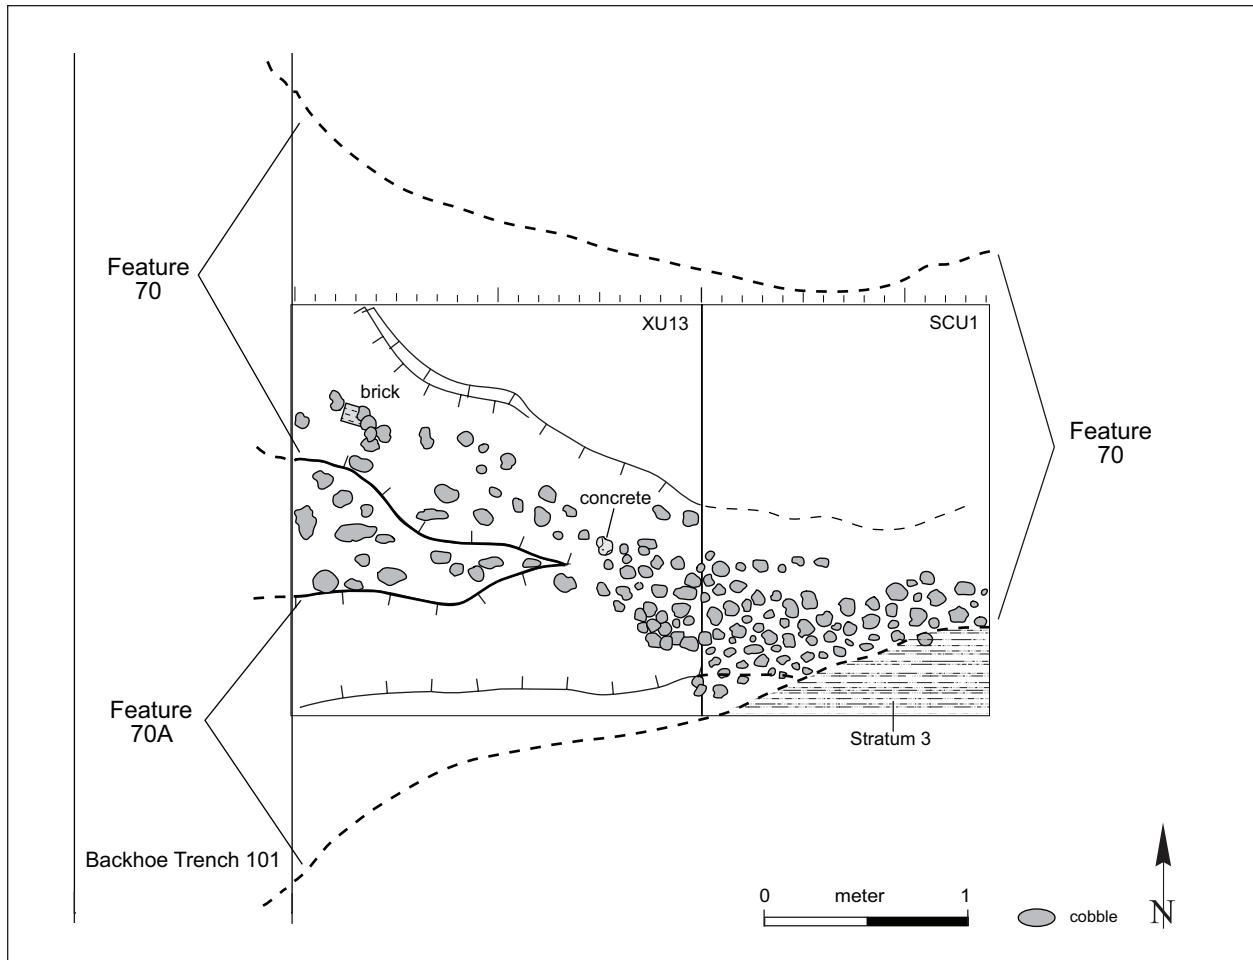 XU13
SCU1
Feature
70
brick
Feature
70
concrete
Feature
70A
Stratum 3
Backhoe Trench 101
0 meter 1
cobble
N